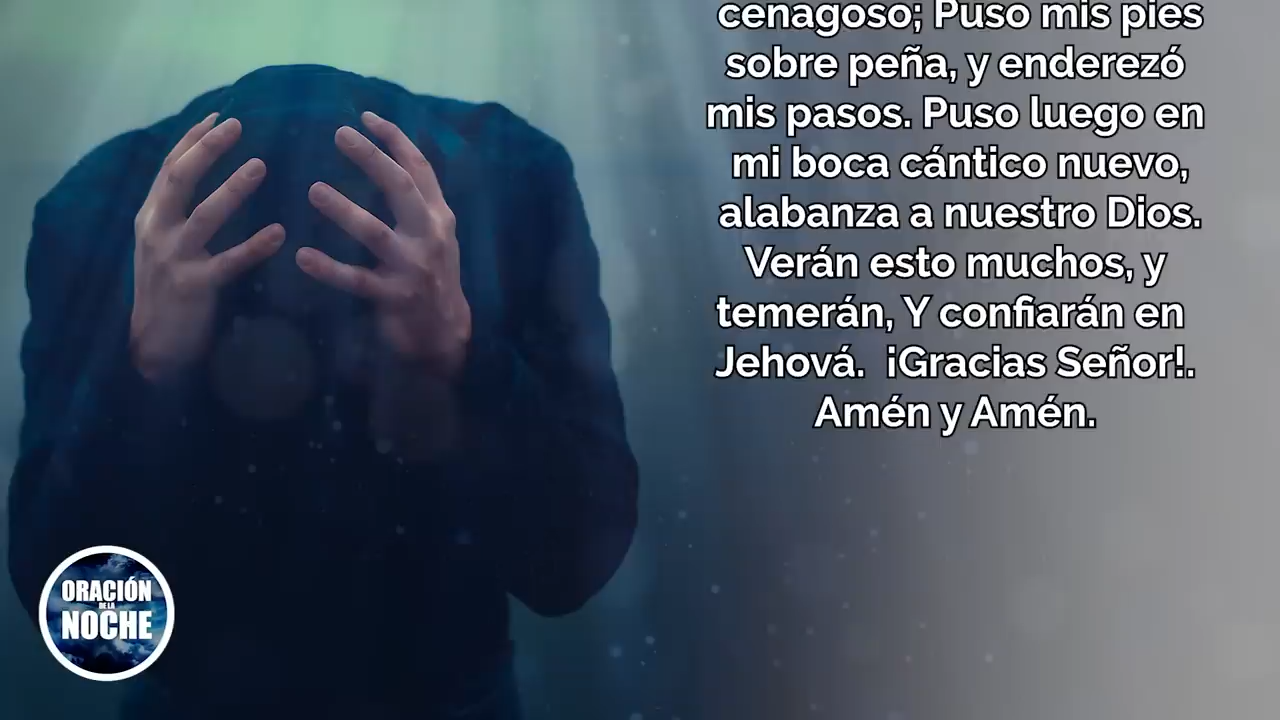 cenagoso; Puso mis pies
sobre peña, y enderezó
mis pasos. Puso luego en
mi boca cántico nuevo,
alabanza a nuestro Dios.
Verán esto muchos, y
temerán, Y confiarán en
Jehová.  ¡Gracias Señor!.
Amén y Amén.
ORACIÓN
DE LA
NOCHE